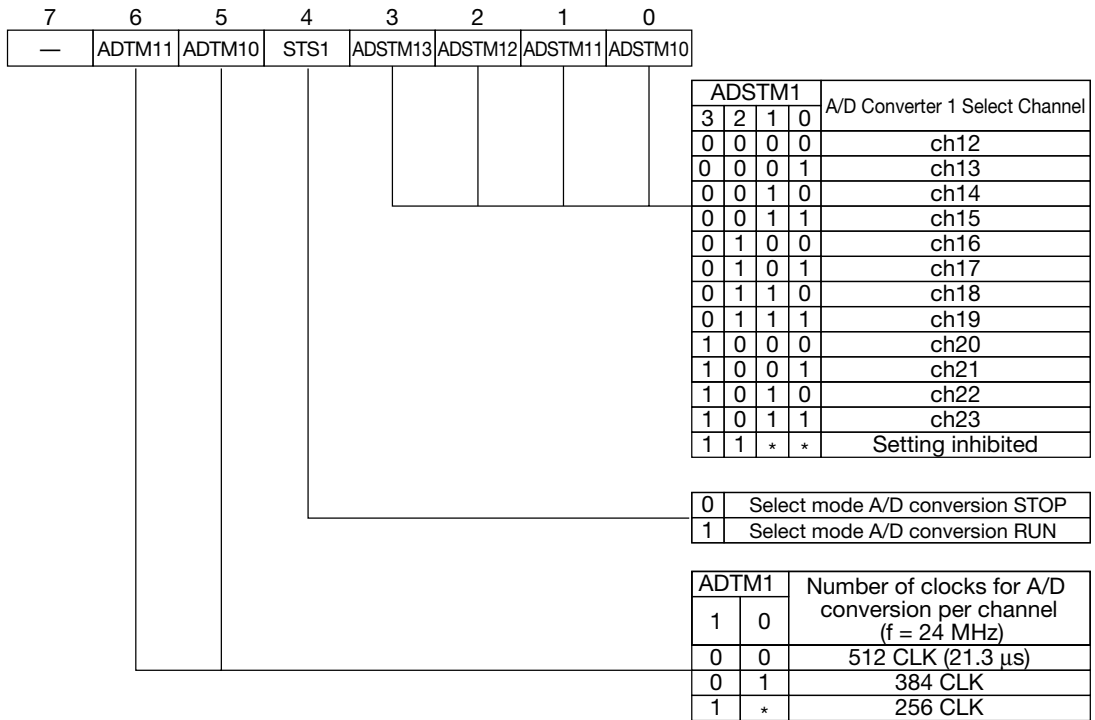 7 6 5 4 3 2 1 0
— ADTM11 ADTM10 STS1 ADSTM13 ADSTM12 ADSTM11 ADSTM10
ADSTM1 A/D Converter 1 Select Channel
3 2 1 0
0 0 0 0 ch12
0 0 0 1 ch13
0 0 1 0 ch14
0 0 1 1 ch15
0 1 0 0 ch16
0 1 0 1 ch17
0 1 1 0 ch18
0 1 1 1 ch19
1 0 0 0 ch20
1 0 0 1 ch21
1 0 1 0 ch22
1 0 1 1 ch23
1 1 * * Setting inhibited
0 Select mode A/D conversion STOP
1 Select mode A/D conversion RUN
ADTM1 Number of clocks for A/D
1 0 conversion per channel
(f = 24 MHz)
0 0 512 CLK (21.3 µs)
0 1 384 CLK
1 * 256 CLK